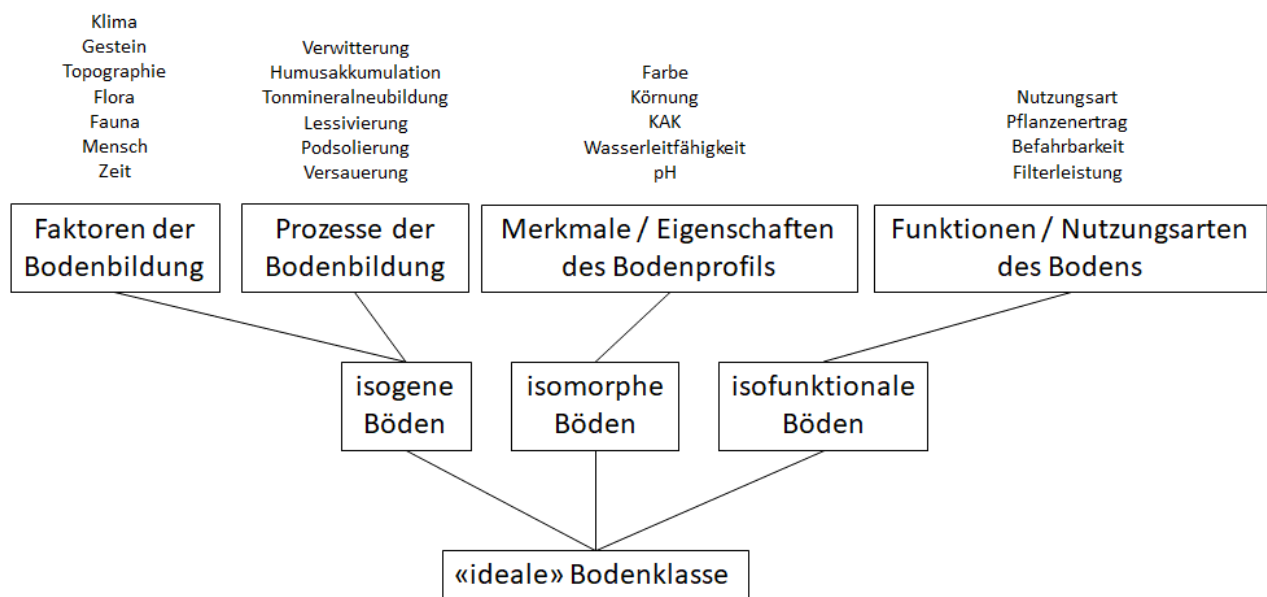 Klima
Gestein
Topographie
Flora
Fauna
Mensch
Zeit
Verwitterung
Humusakkumulation
Tonmineralneubildung
Lessivierung
Podsolierung
Versauerung
Farbe
Körnung
KAK
Wasserleitfähigkeit
pH
Nutzungsart
Pflanzenertrag
Befahrbarkeit
Filterleistung
Faktoren der
Bodenbildung
Prozesse der
Bodenbildung
Merkmale / Eigenschaften
des Bodenprofils
Funktionen / Nutzungsarten
des Bodens
isogene
Böden
isomorphe
Böden
isofunktionale
Böden
«ideale» Bodenklasse